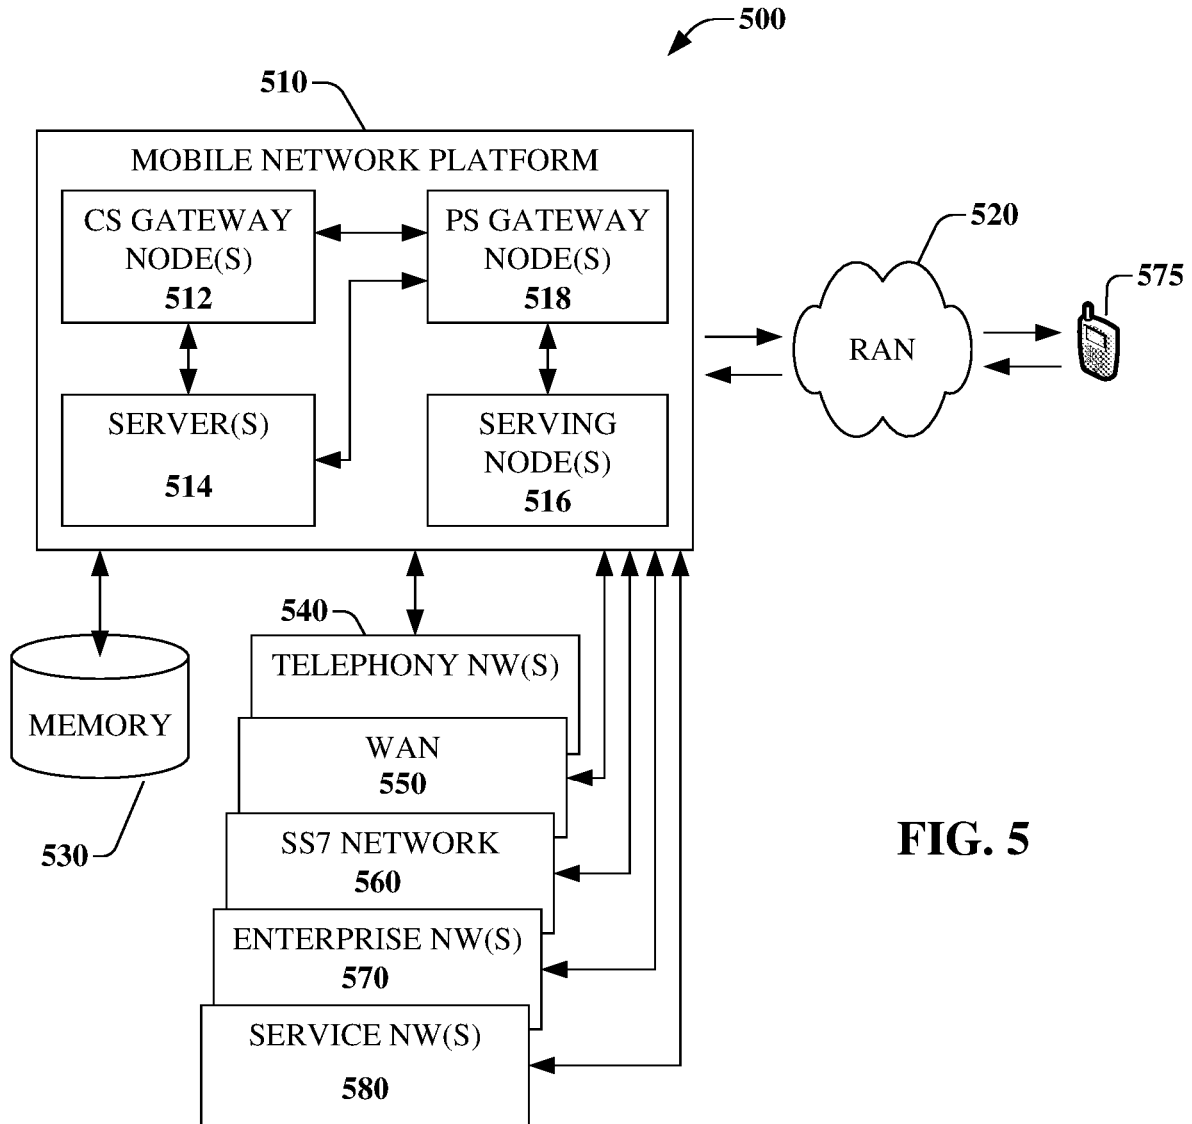 500
510
MOBILE NETWORK PLATFORM
CS GATEWAY
NODE(S)
512
PS GATEWAY
NODE(S)
518
SERVER(S)
514
SERVING
NODE(S)
516
520
RAN
575
540
TELEPHONY NW(S)
MEMORY
530
WAN
550
SS7 NETWORK
560
ENTERPRISE NW(S)
570
SERVICE NW(S)
580
FIG. 5